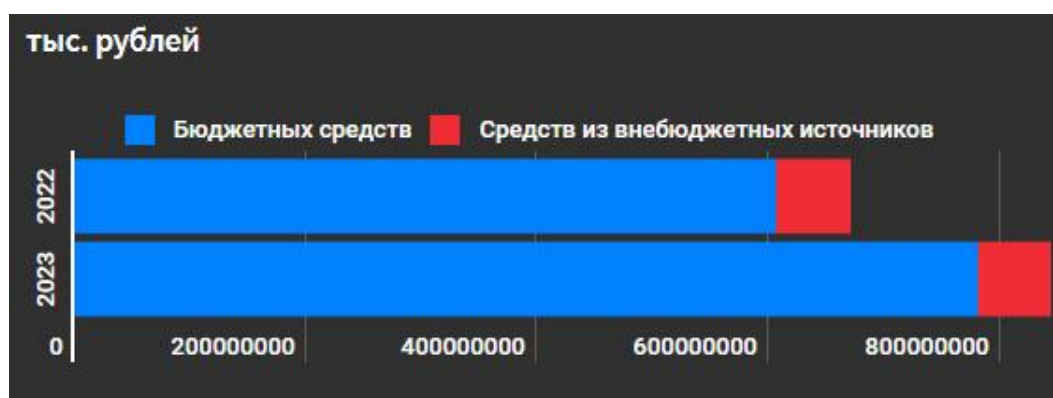 тыс. рублей
Бюджетных средств Средств из внебюджетных источников
2022
2023
0 200000000 400000000 600000000 800000000